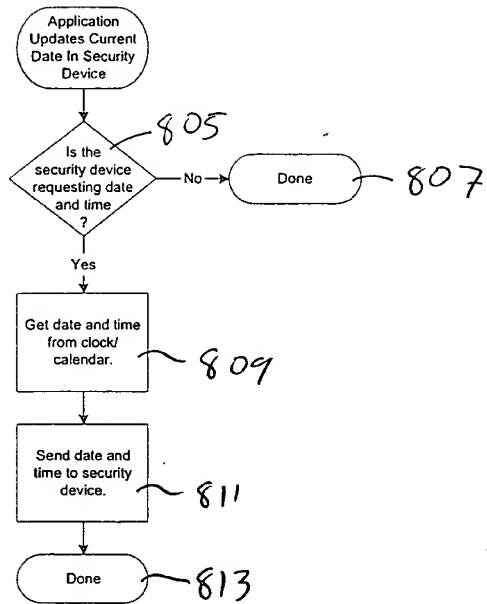 Application
Updates Current
Date In Security
Device
805
Is the
security device
requesting date
and time
?
No
Done
807
Yes
Get date and time
from clock/
calendar.
809
Send date and
time to security
device.
811
Done
813